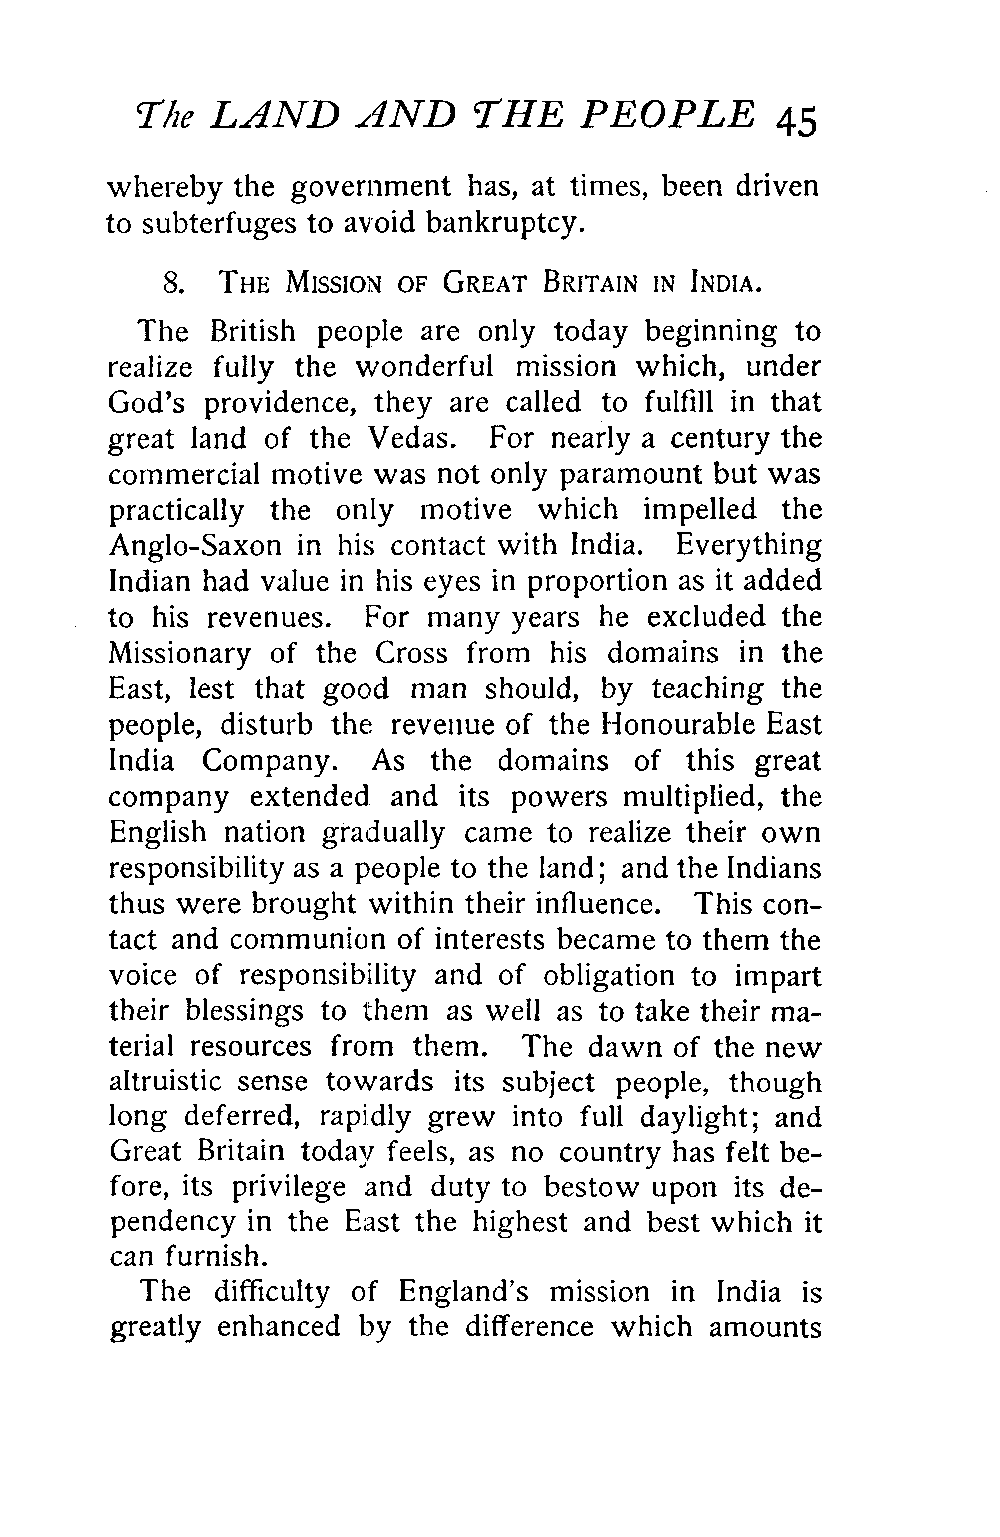 The LAND AND THE PEOPLE 45
whereby the government has, at times, been driven
to subterfuges to avoid bankruptcy.
8. THE MISSION OF GREAT BRITAIN IN INDIA.
The British people are only today beginning to
realize fully the wonderful mission which, under
God's providence, they are called to fulfill in that
great land of the Vedas. For nearly a century the
commercial motive was not only paramount but was
practically the only motive which impelled the
Anglo-Saxon in his contact with India. Everything
Indian had value in his eyes in proportion as it added
to his revenues. For many years he excluded the
Missionary of the Cross from his domains in the
East, lest that good man should, by teaching the
people, disturb the revenue of the Honourable East
India Company. As the domains of this great
company extended and its powers multiplied, the
English nation gradually came to realize their own
responsibility as a people to the land; and the Indians
thus were brought within their influence. This con-
tact and communion of interests became to them the
voice of responsibility and of obligation to impart
their blessings to them as well as to take their ma-
terial resources from them. The dawn of the new
altruistic sense towards its subject people, though
long deferred, rapidly grew into full daylight; and
Great Britain today feels, as no country has felt be-
fore, its privilege and duty to bestow upon its de-
pendency in the East the highest and best which it
can furnish.
The difficulty of England's mission in India is
greatly enhanced by the difference which amounts